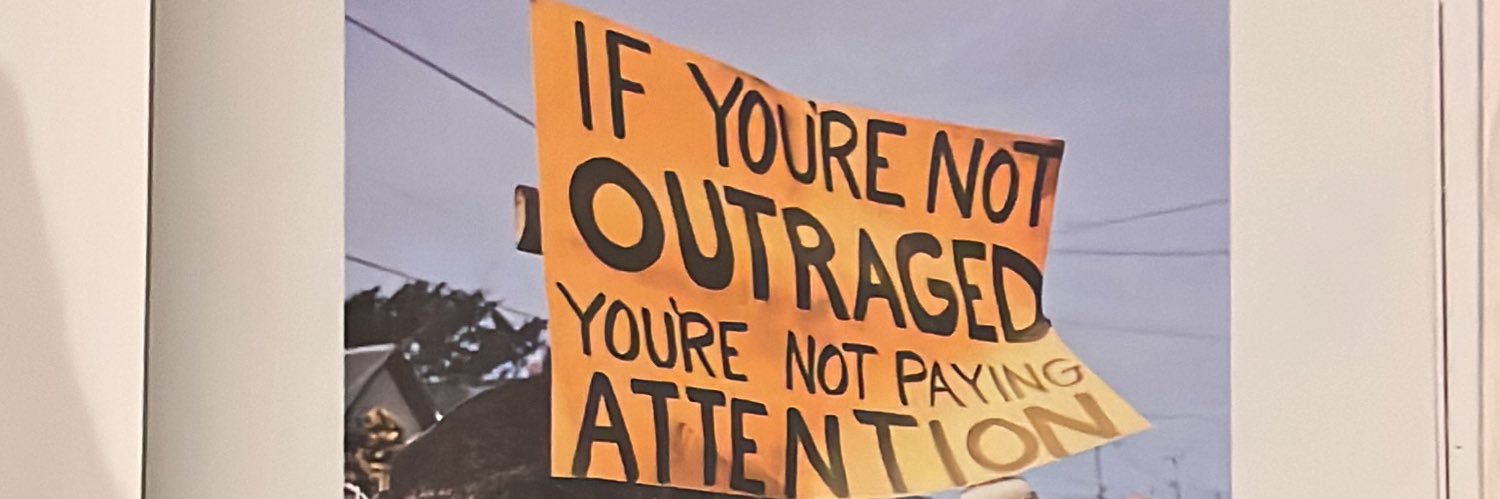 IF YOU'RE NOT
OUTRAGED
YOU'RE NOT PAYING
ATTENTION